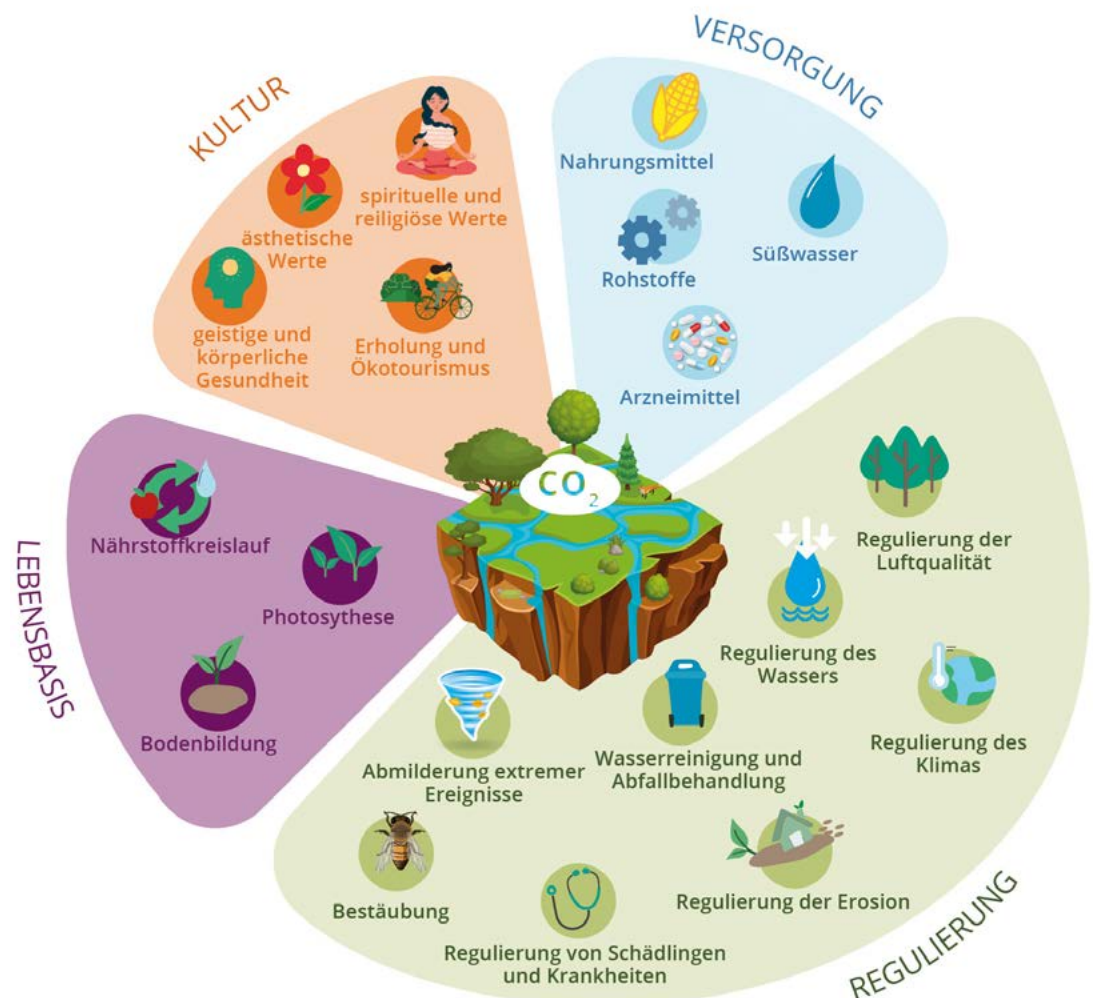 KULTUR
spirituelle und
reiligiöse Werte
ästhetische
Werte
geistige und
körperliche
Gesundheit
Erholung und
Ökotourismus
VERSORGUNG
Nahrungsmittel
Süßwasser
Rohstoffe
Arzneimittel
CO₂
LEBENSBASIS
Nährstoffkreislauf
Photosythese
Bodenbildung
REGULIERUNG
Regulierung der
Luftqualität
Regulierung des
Wassers
Regulierung des
Klimas
Wasserreinigung und
Abfallbehandlung
Abmilderung extremer
Ereignisse
Regulierung der Erosion
Bestäubung
Regulierung von Schädlingen
und Krankheiten